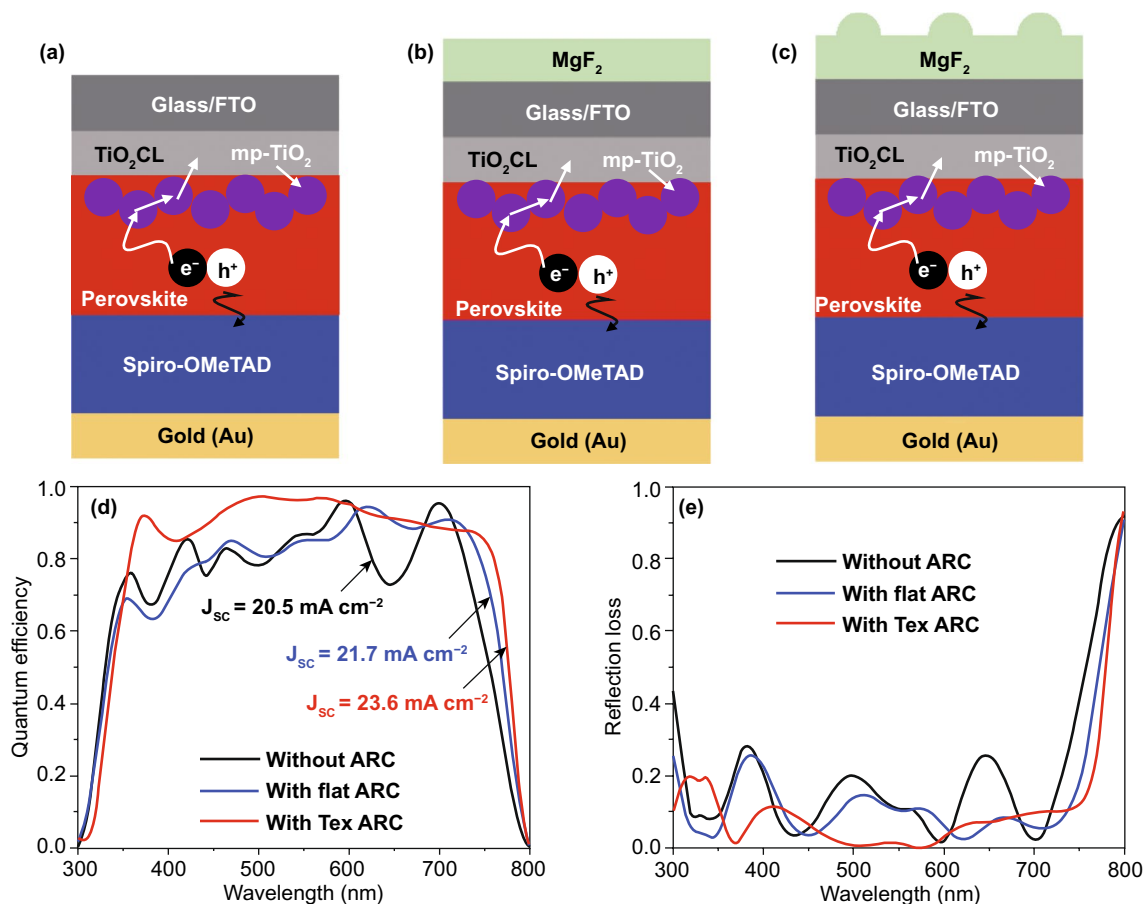 (a)
Glass/FTO
TiO₂CL
mp-TiO₂
e⁻
h⁺
Perovskite
Spiro-OMeTAD
Gold (Au)
(b)
MgF₂
Glass/FTO
TiO₂CL
mp-TiO₂
e⁻
h⁺
Perovskite
Spiro-OMeTAD
Gold (Au)
(c)
MgF₂
Glass/FTO
TiO₂CL
mp-TiO₂
e⁻
h⁺
Perovskite
Spiro-OMeTAD
Gold (Au)
(d)
Quantum efficiency
1.0
0.8
0.6
0.4
0.2
0.0
J_SC = 20.5 mA cm⁻²
J_SC = 21.7 mA cm⁻²
J_SC = 23.6 mA cm⁻²
Without ARC
With flat ARC
With Tex ARC
300 400 500 600 700 800
Wavelength (nm)
(e)
Reflection loss
1.0
0.8
0.6
0.4
0.2
0.0
Without ARC
With flat ARC
With Tex ARC
300 400 500 600 700 800
Wavelength (nm)